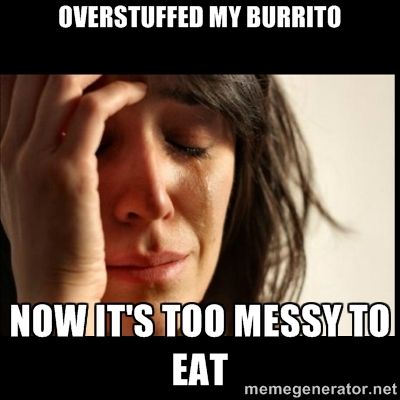 OVERSTUFFED MY BURRITO
NOW IT'S TOO MESSY TO
EAT
memegenerator.net